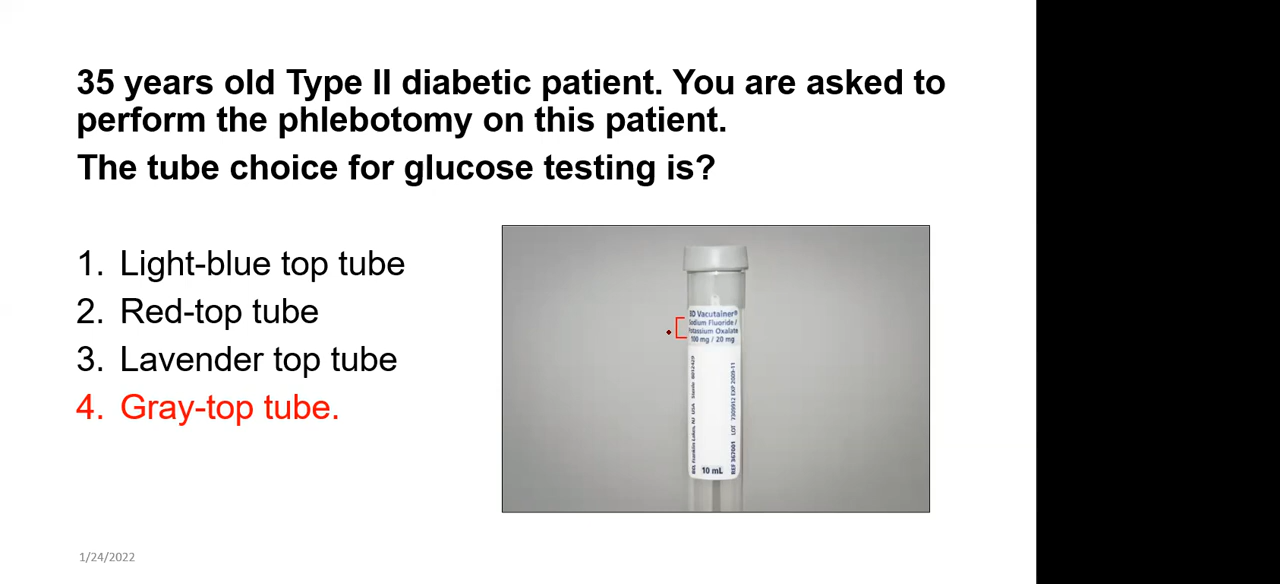 35 years old Type II diabetic patient. You are asked to
perform the phlebotomy on this patient.
The tube choice for glucose testing is?
1. Light-blue top tube
2. Red-top tube
3. Lavender top tube
4. Gray-top tube.
BD Vacutainer®
Sodium Fluoride /
Potassium Oxalate
100 mg / 20 mg
10 mL
1/24/2022